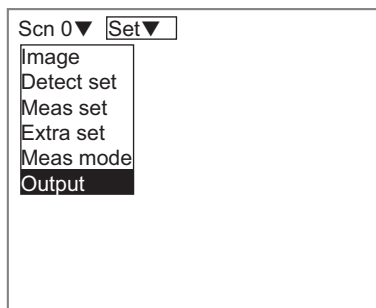 Scn 0▼ Set▼
Image
Detect set
Meas set
Extra set
Meas mode
Output